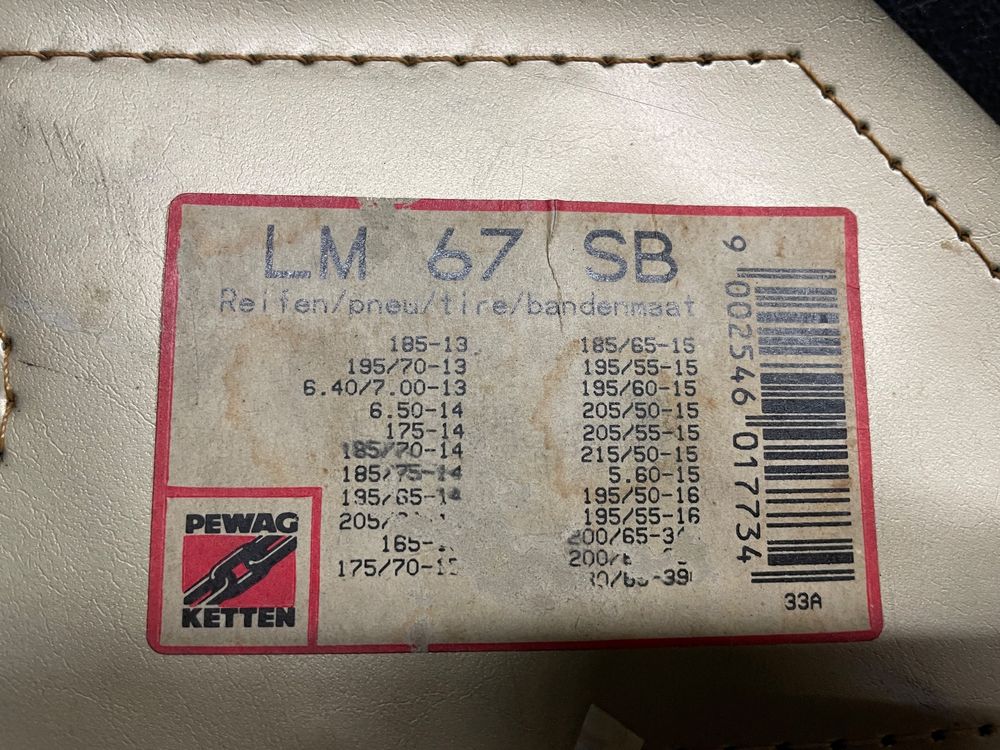 LM 67 SB
Reifen/pneu/tire/bandenmaat
185-13
195/70-13
6.40/7.00-13
6.50-14
175-14
185/70-14
185/75-14
195/65-14
185/65-15
195/55-15
195/60-15
205/50-15
205/55-15
215/50-15
5.60-15
195/50-16
195/55-16
9 002546 017734
33A
PEWAG
KETTEN